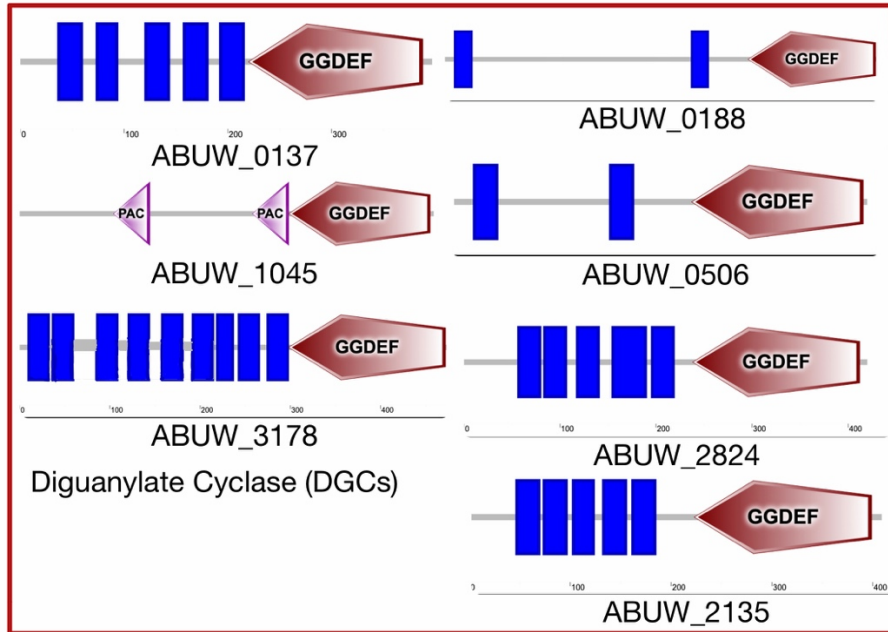 GGDEF
0 100 200 300
ABUW_0137
GGDEF
ABUW_0188
PAC PAC GGDEF
ABUW_1045
GGDEF
ABUW_0506
GGDEF
0 100 200 300 400
ABUW_3178
GGDEF
0 100 200 300 400
ABUW_2824
Diguanylate Cyclase (DGCs)
GGDEF
0 100 200 300 400
ABUW_2135